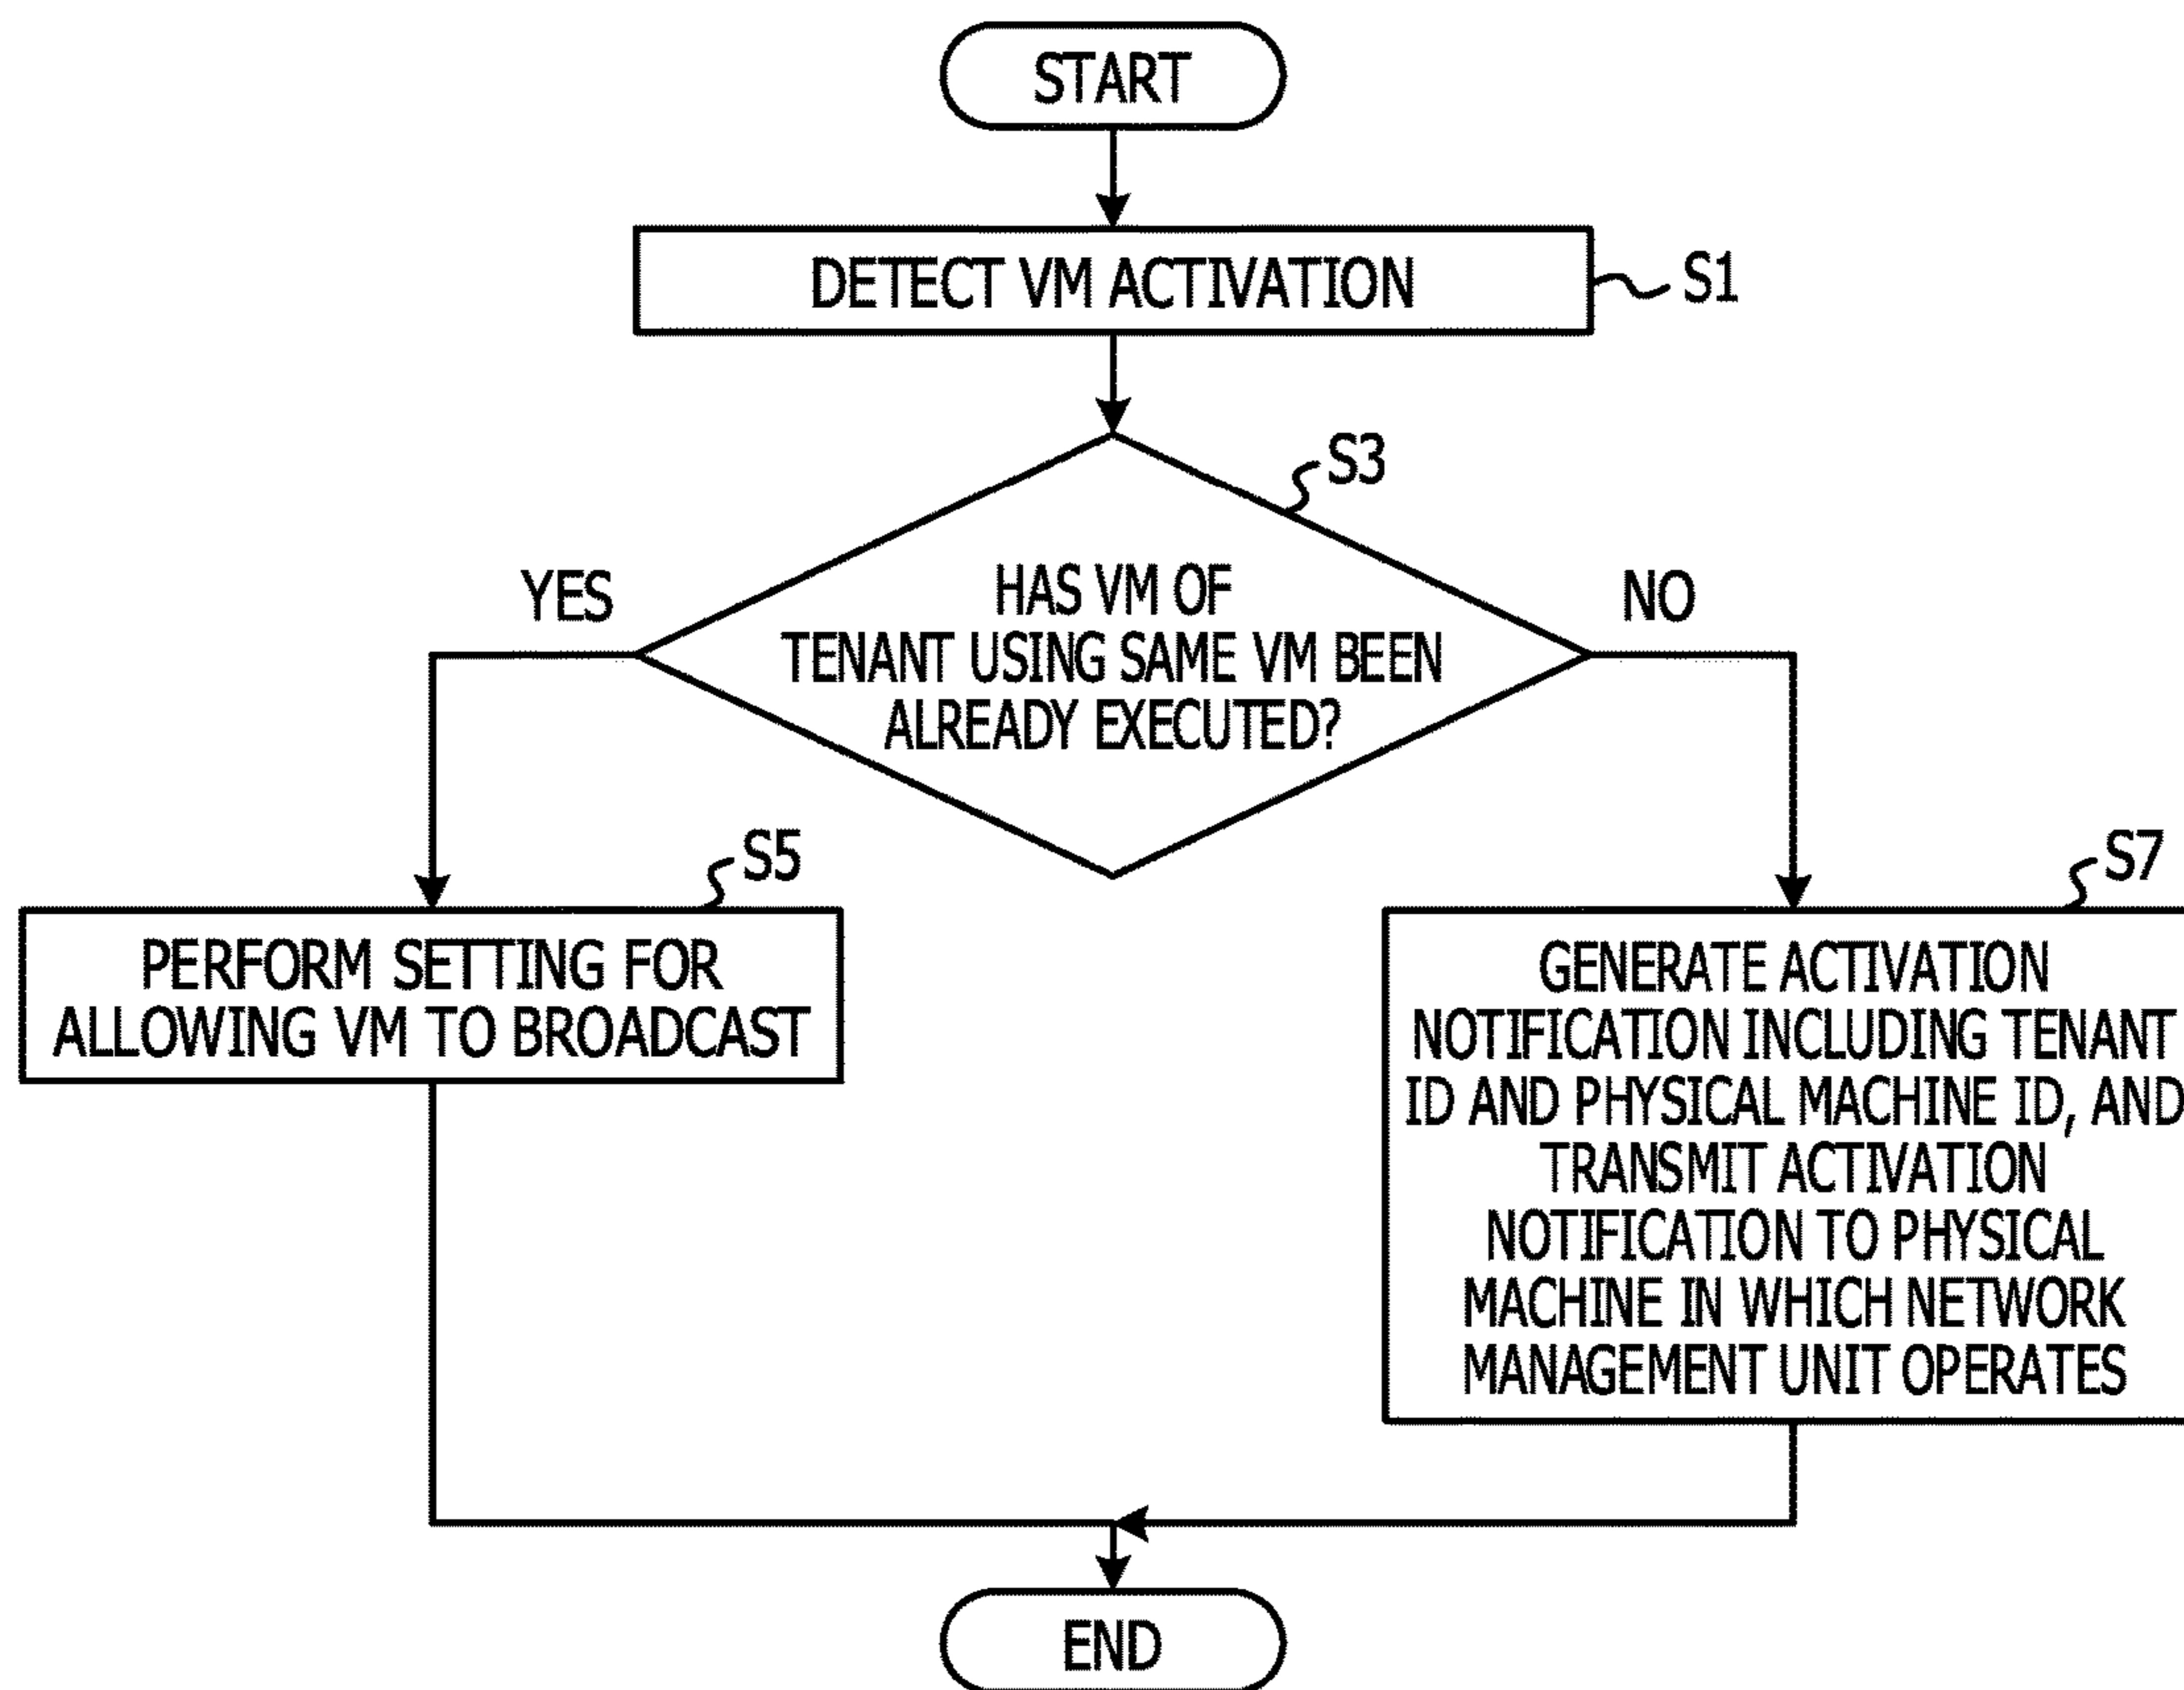 START
DETECT VM ACTIVATION
S1
S3
HAS VM OF
TENANT USING SAME VM BEEN
ALREADY EXECUTED?
YES
NO
S5
PERFORM SETTING FOR
ALLOWING VM TO BROADCAST
S7
GENERATE ACTIVATION
NOTIFICATION INCLUDING TENANT
ID AND PHYSICAL MACHINE ID, AND
TRANSMIT ACTIVATION
NOTIFICATION TO PHYSICAL
MACHINE IN WHICH NETWORK
MANAGEMENT UNIT OPERATES
END